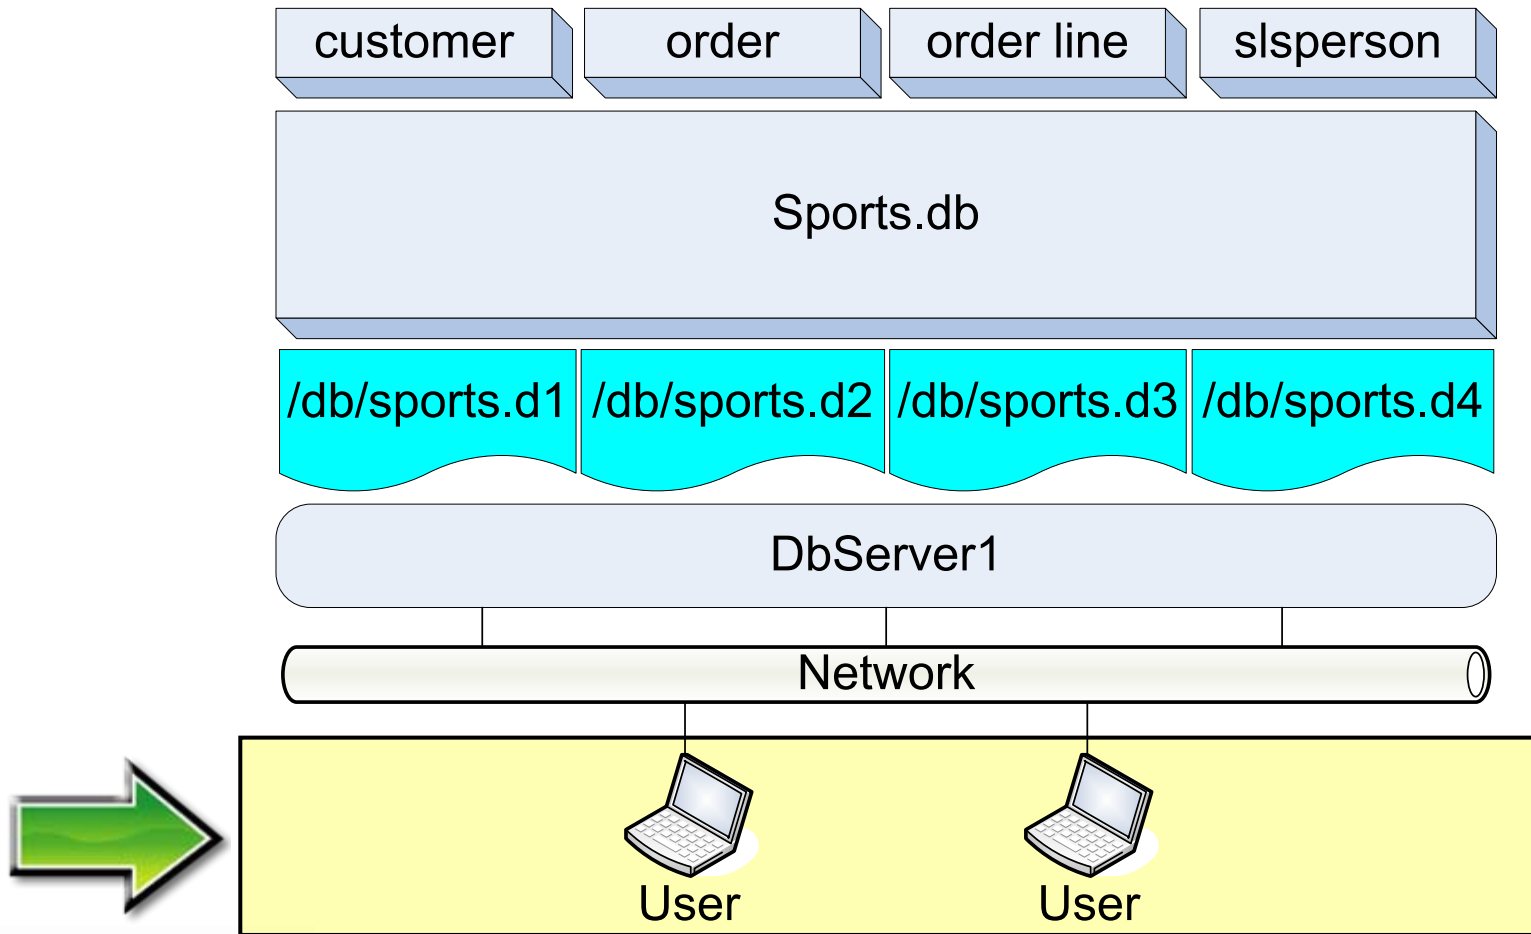 customer
order
order line
slsperson
Sports.db
/db/sports.d1
/db/sports.d2
/db/sports.d3
/db/sports.d4
DbServer1
Network
User
User